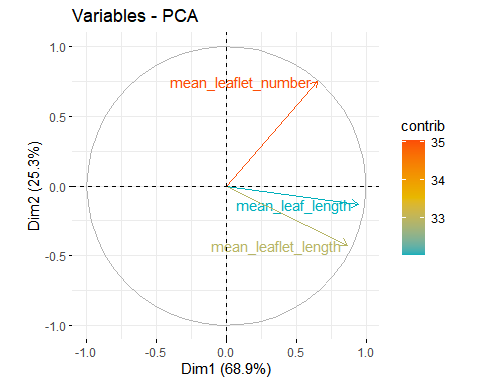 Variables - PCA
1.0
0.5
0.0
-0.5
-1.0
Dim2 (25.3%)
mean_leaflet_number
mean_leaf_length
mean_leaflet_length
-1.0 -0.5 0.0 0.5 1.0
Dim1 (68.9%)
contrib
35
34
33